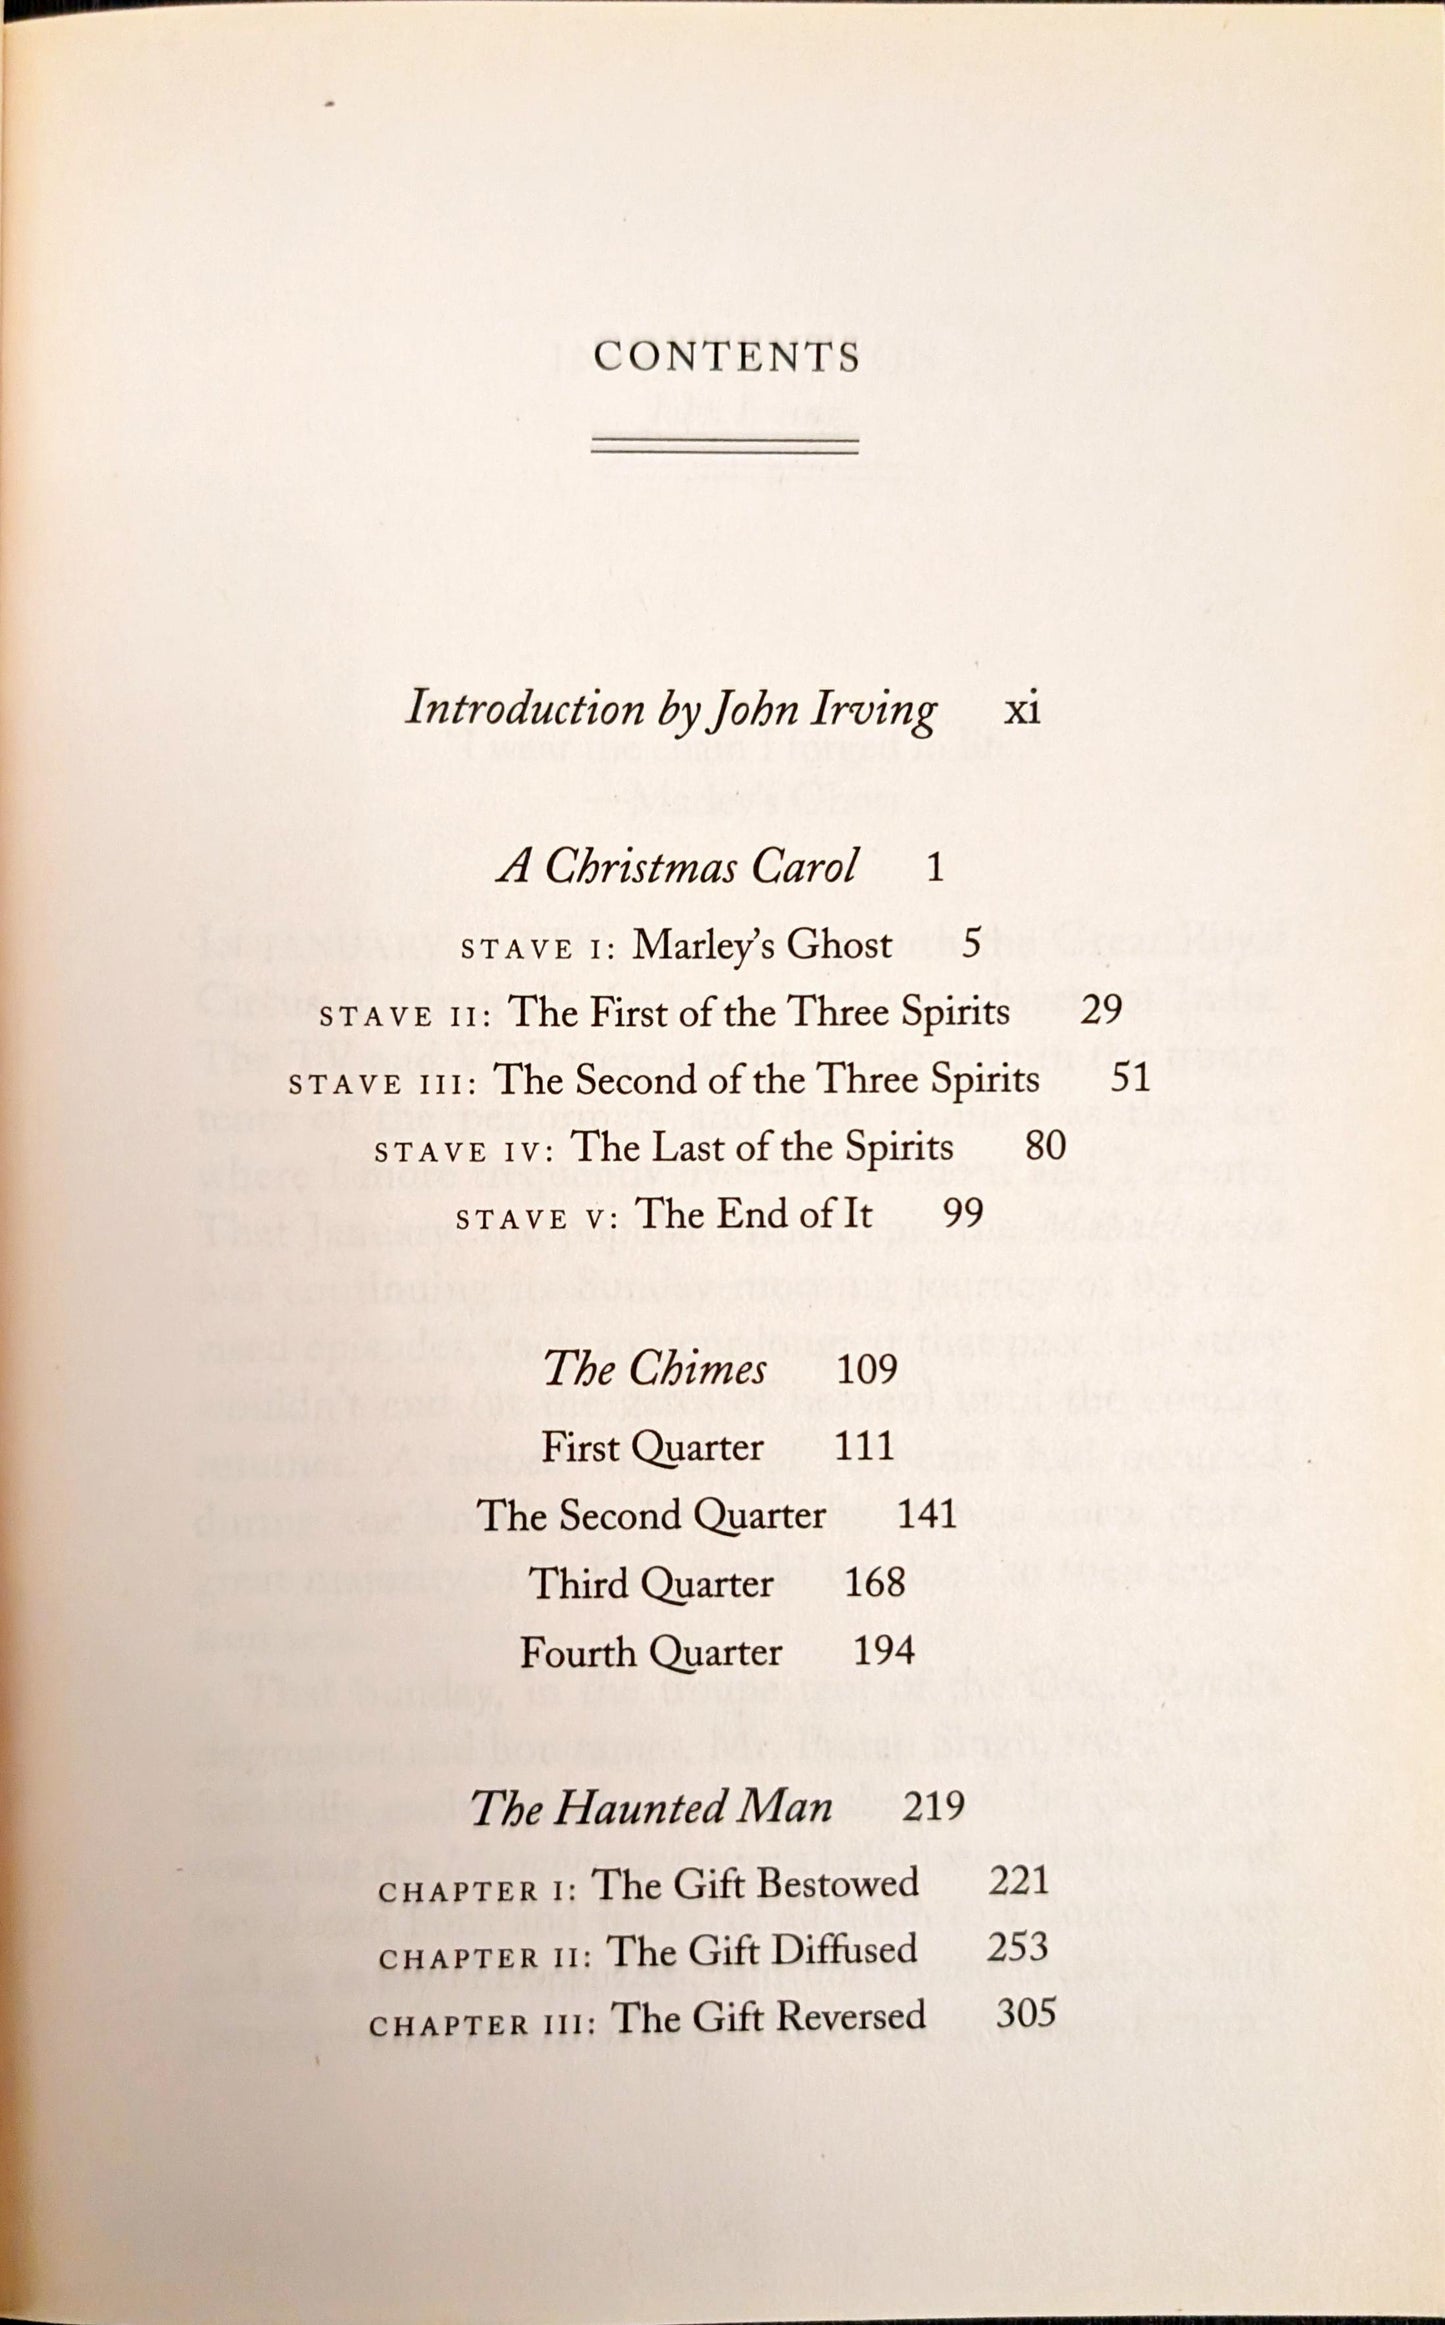 CONTENTS
Introduction by John Irving xi
A Christmas Carol 1
STAVE I: Marley's Ghost 5
STAVE II: The First of the Three Spirits 29
STAVE III: The Second of the Three Spirits 51
STAVE IV: The Last of the Spirits 80
STAVE V: The End of It 99
The Chimes 109
First Quarter 111
The Second Quarter 141
Third Quarter 168
Fourth Quarter 194
The Haunted Man 219
CHAPTER I: The Gift Bestowed 221
CHAPTER II: The Gift Diffused 253
CHAPTER III: The Gift Reversed 305